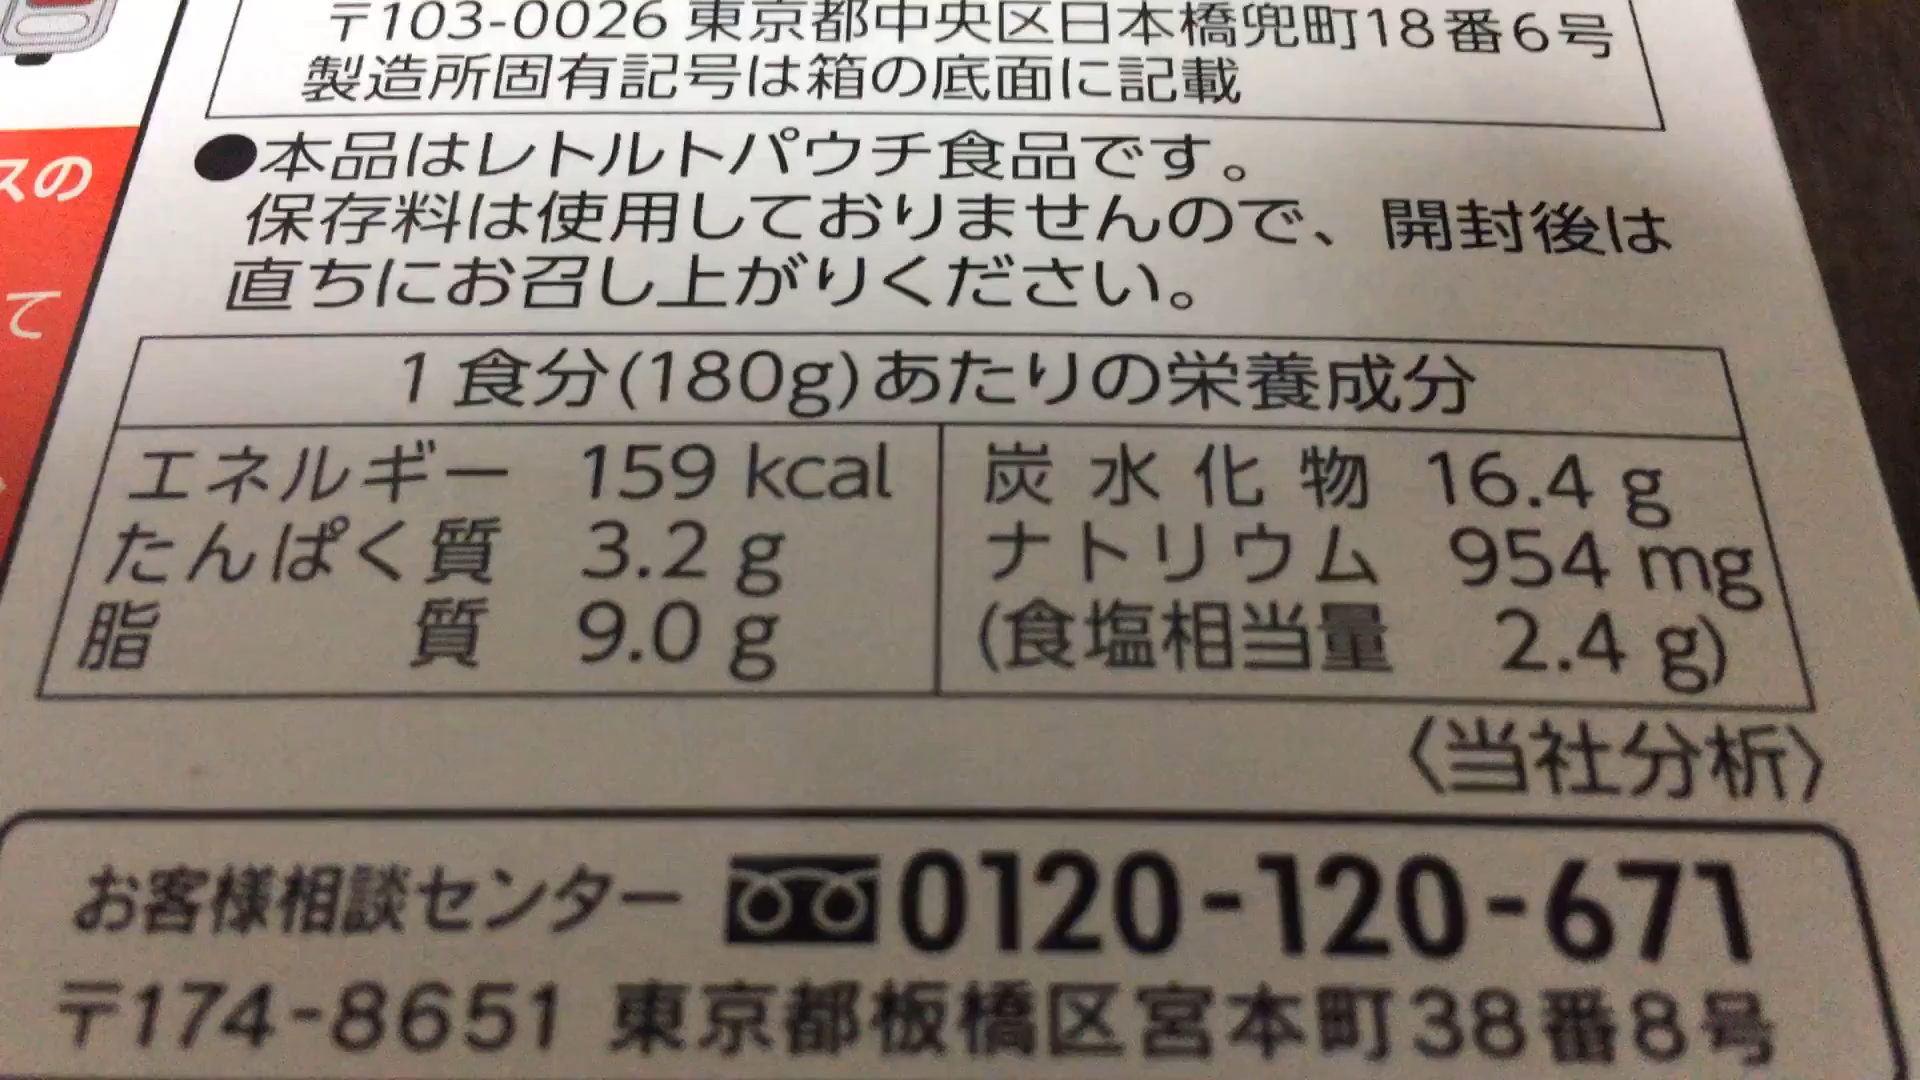 〒103-0026 東京都中央区日本橋兜町18番6号
製造所固有記号は箱の底面に記載
●本品はレトルトパウチ食品です。
保存料は使用しておりませんので、開封後は
直ちにお召し上がりください。
1食分(180g)あたりの栄養成分
エネルギー 159 kcal
たんぱく質 3.2 g
脂質 9.0 g
炭水化物 16.4 g
ナトリウム 954 mg
(食塩相当量 2.4 g)
〈当社分析〉
お客様相談センター 0120-120-671
〒174-8651 東京都板橋区宮本町38番8号
スの
て